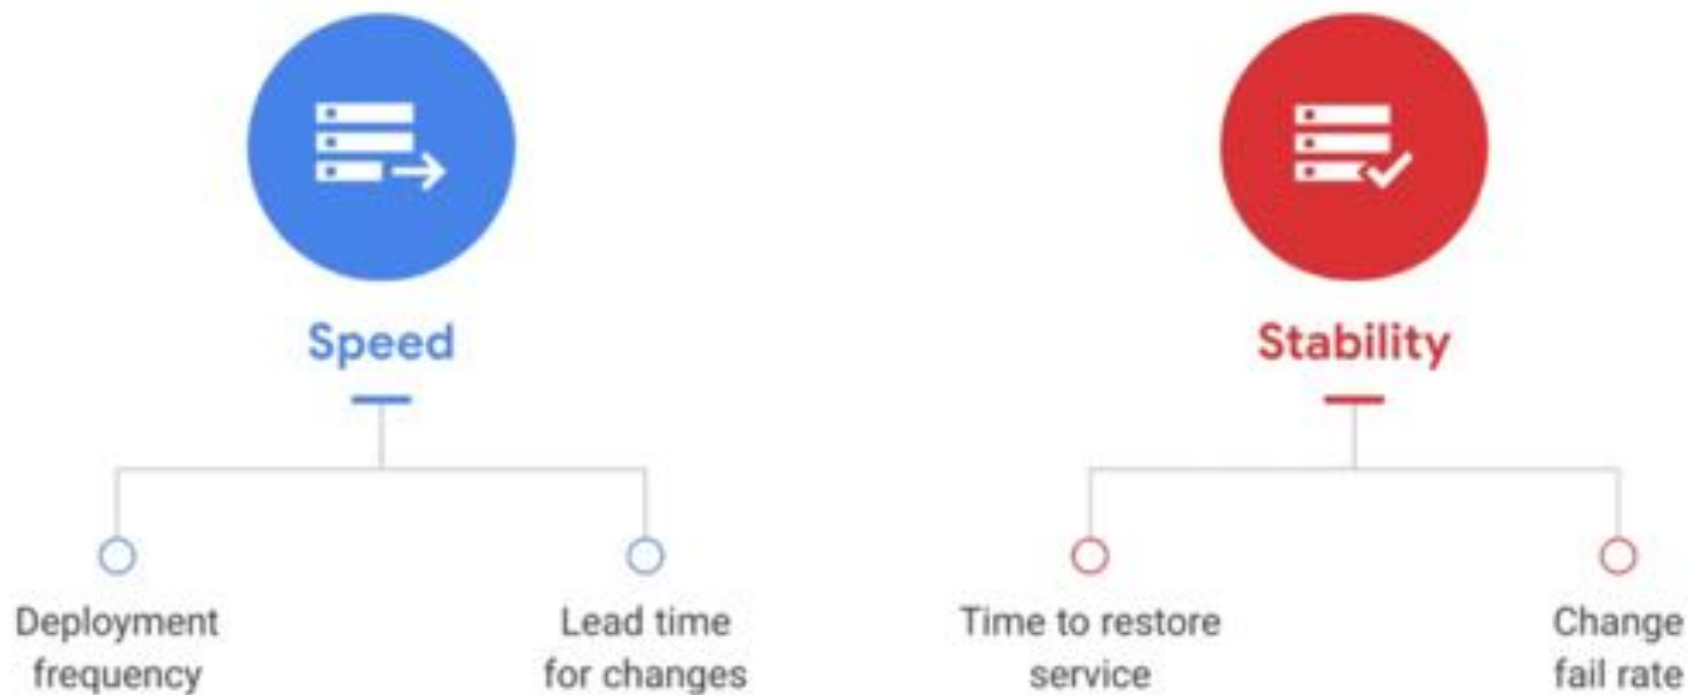 Speed
Deployment
frequency
Lead time
for changes
Stability
Time to restore
service
Change
fail rate